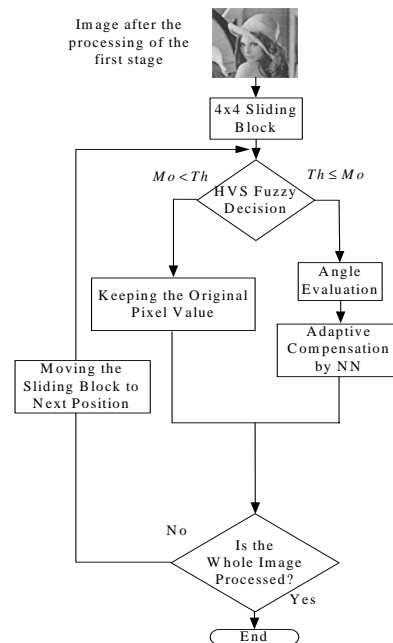 Image after the
processing of the
first stage
4x4 Sliding
Block
Mo < Th
Th ≤ Mo
HVS Fuzzy
Decision
Keeping the Original
Pixel Value
Angle
Evaluation
Adaptive
Compensation
by NN
Moving the
Sliding Block to
Next Position
No
Is the
Whole Image
Processed?
Yes
End